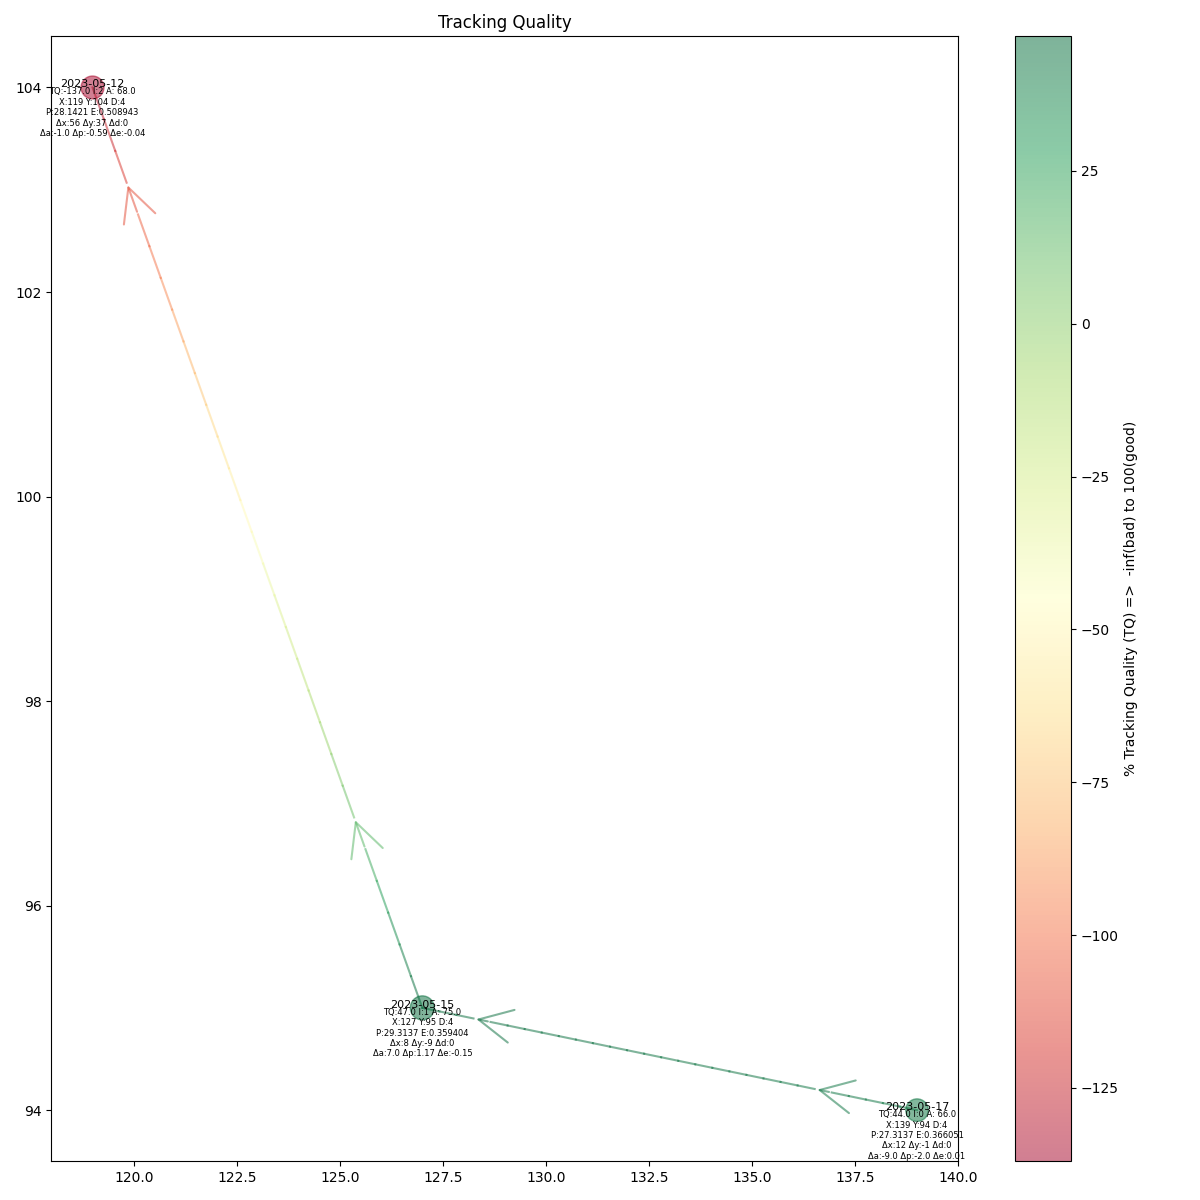 Tracking Quality
104
102
100
98
96
94
2023-05-12
TQ:-137.0 I:2 A: 68.0
X:119 Y:104 D:4
P:28.1421 E:0.508943
Δx:56 Δy:37 Δd:0
Δa:-1.0 Δp:-0.59 Δe:-0.04
2023-05-15
TQ:47.0 I:1 A: 75.0
X:127 Y:95 D:4
P:29.3137 E:0.359404
Δx:8 Δy:-9 Δd:0
Δa:7.0 Δp:1.17 Δe:-0.15
2023-05-17
TQ:44.0 I:0 A: 66.0
X:139 Y:94 D:4
P:27.3137 E:0.366051
Δx:12 Δy:-1 Δd:0
Δa:-9.0 Δp:-2.0 Δe:0.01
120.0 122.5 125.0 127.5 130.0 132.5 135.0 137.5 140.0
25
0
−25
−50
−75
−100
−125
% Tracking Quality (TQ) => -inf(bad) to 100(good)